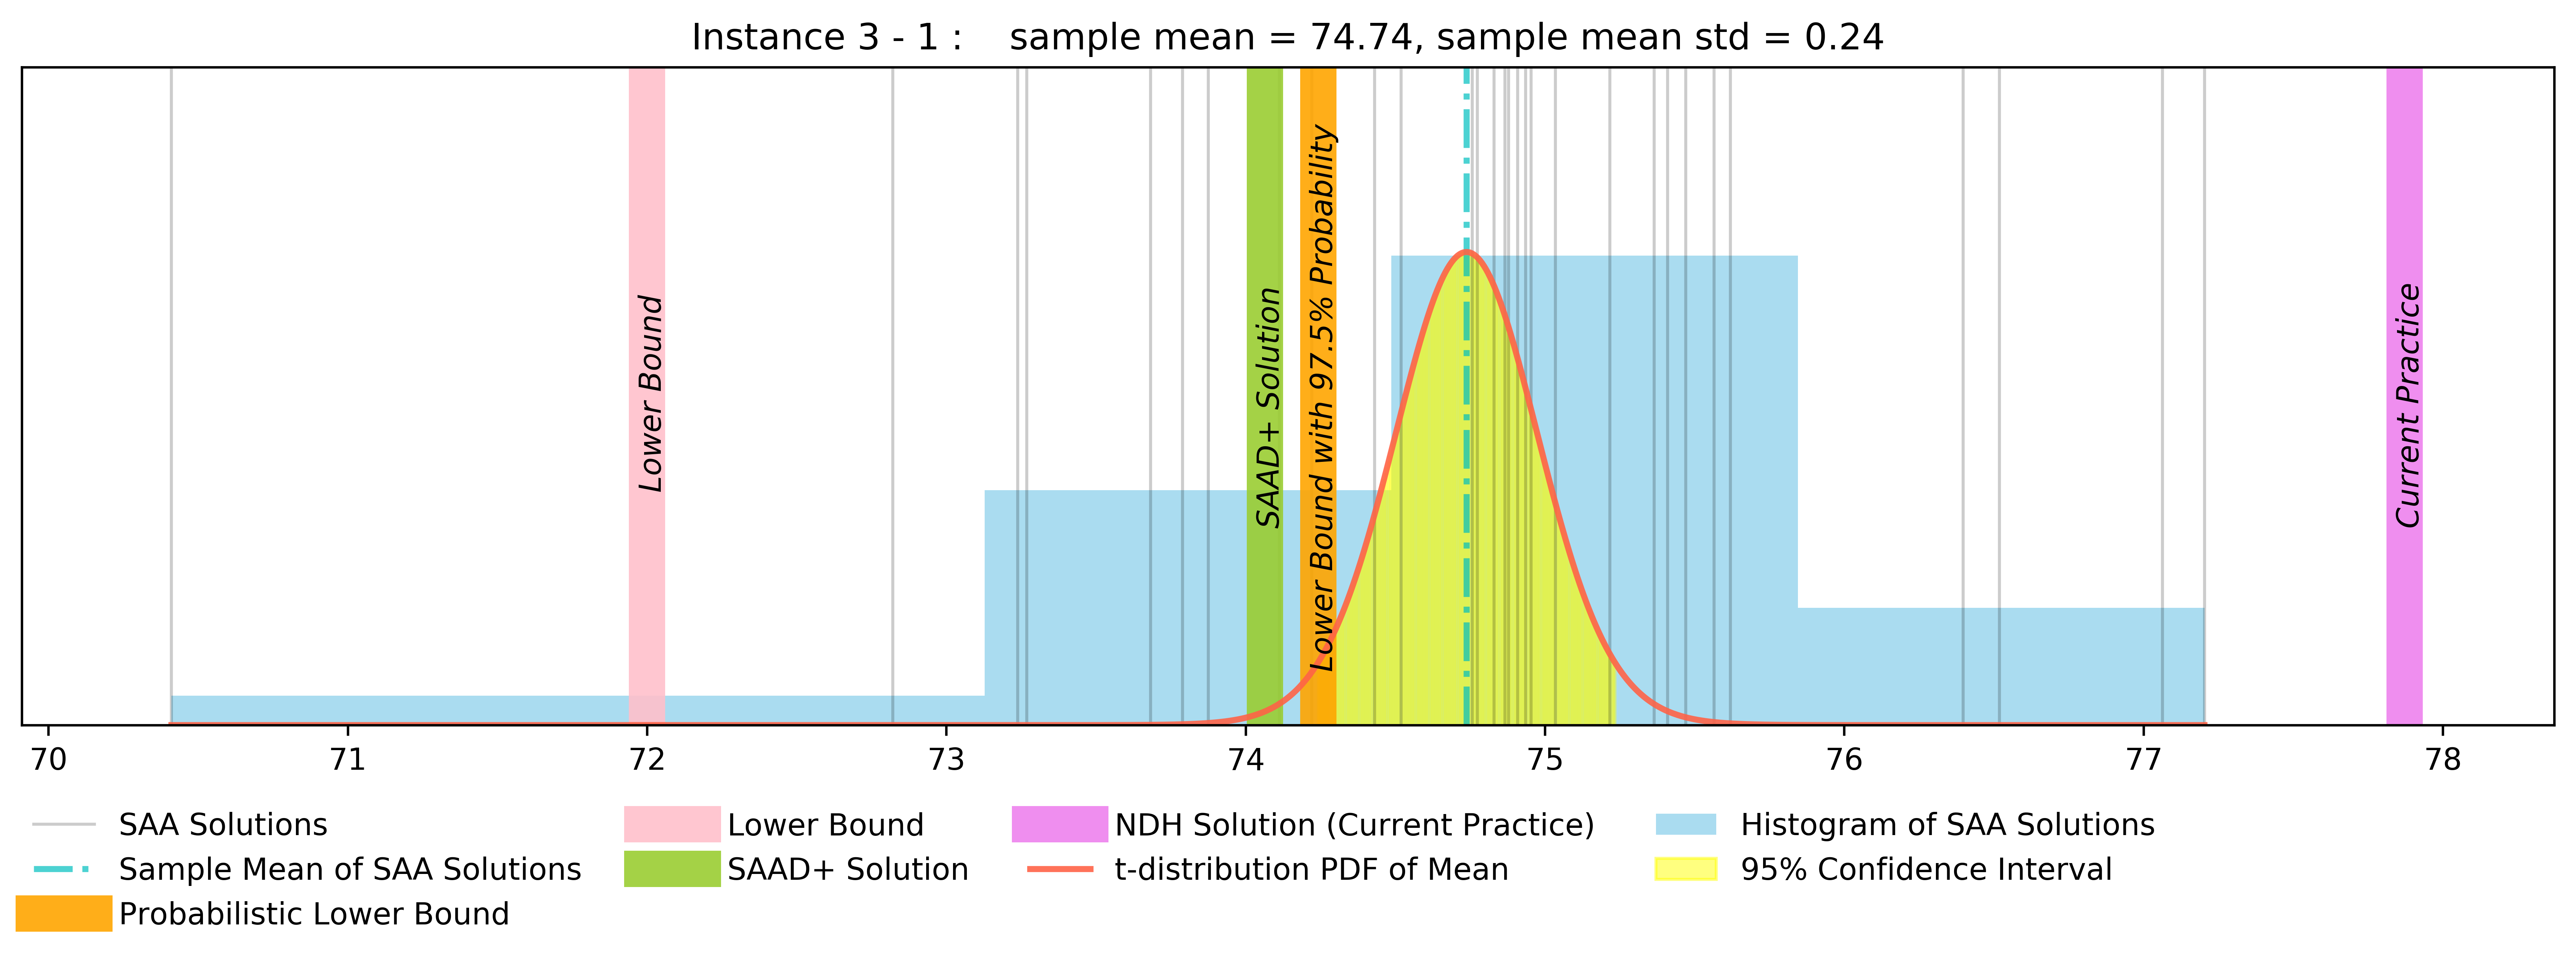 Instance 3 - 1 :    sample mean = 74.74, sample mean std = 0.24
Lower Bound
SAAD+ Solution
Lower Bound with 97.5% Probability
Current Practice
70 71 72 73 74 75 76 77 78
SAA Solutions
Sample Mean of SAA Solutions
Probabilistic Lower Bound
Lower Bound
SAAD+ Solution
NDH Solution (Current Practice)
t-distribution PDF of Mean
Histogram of SAA Solutions
95% Confidence Interval